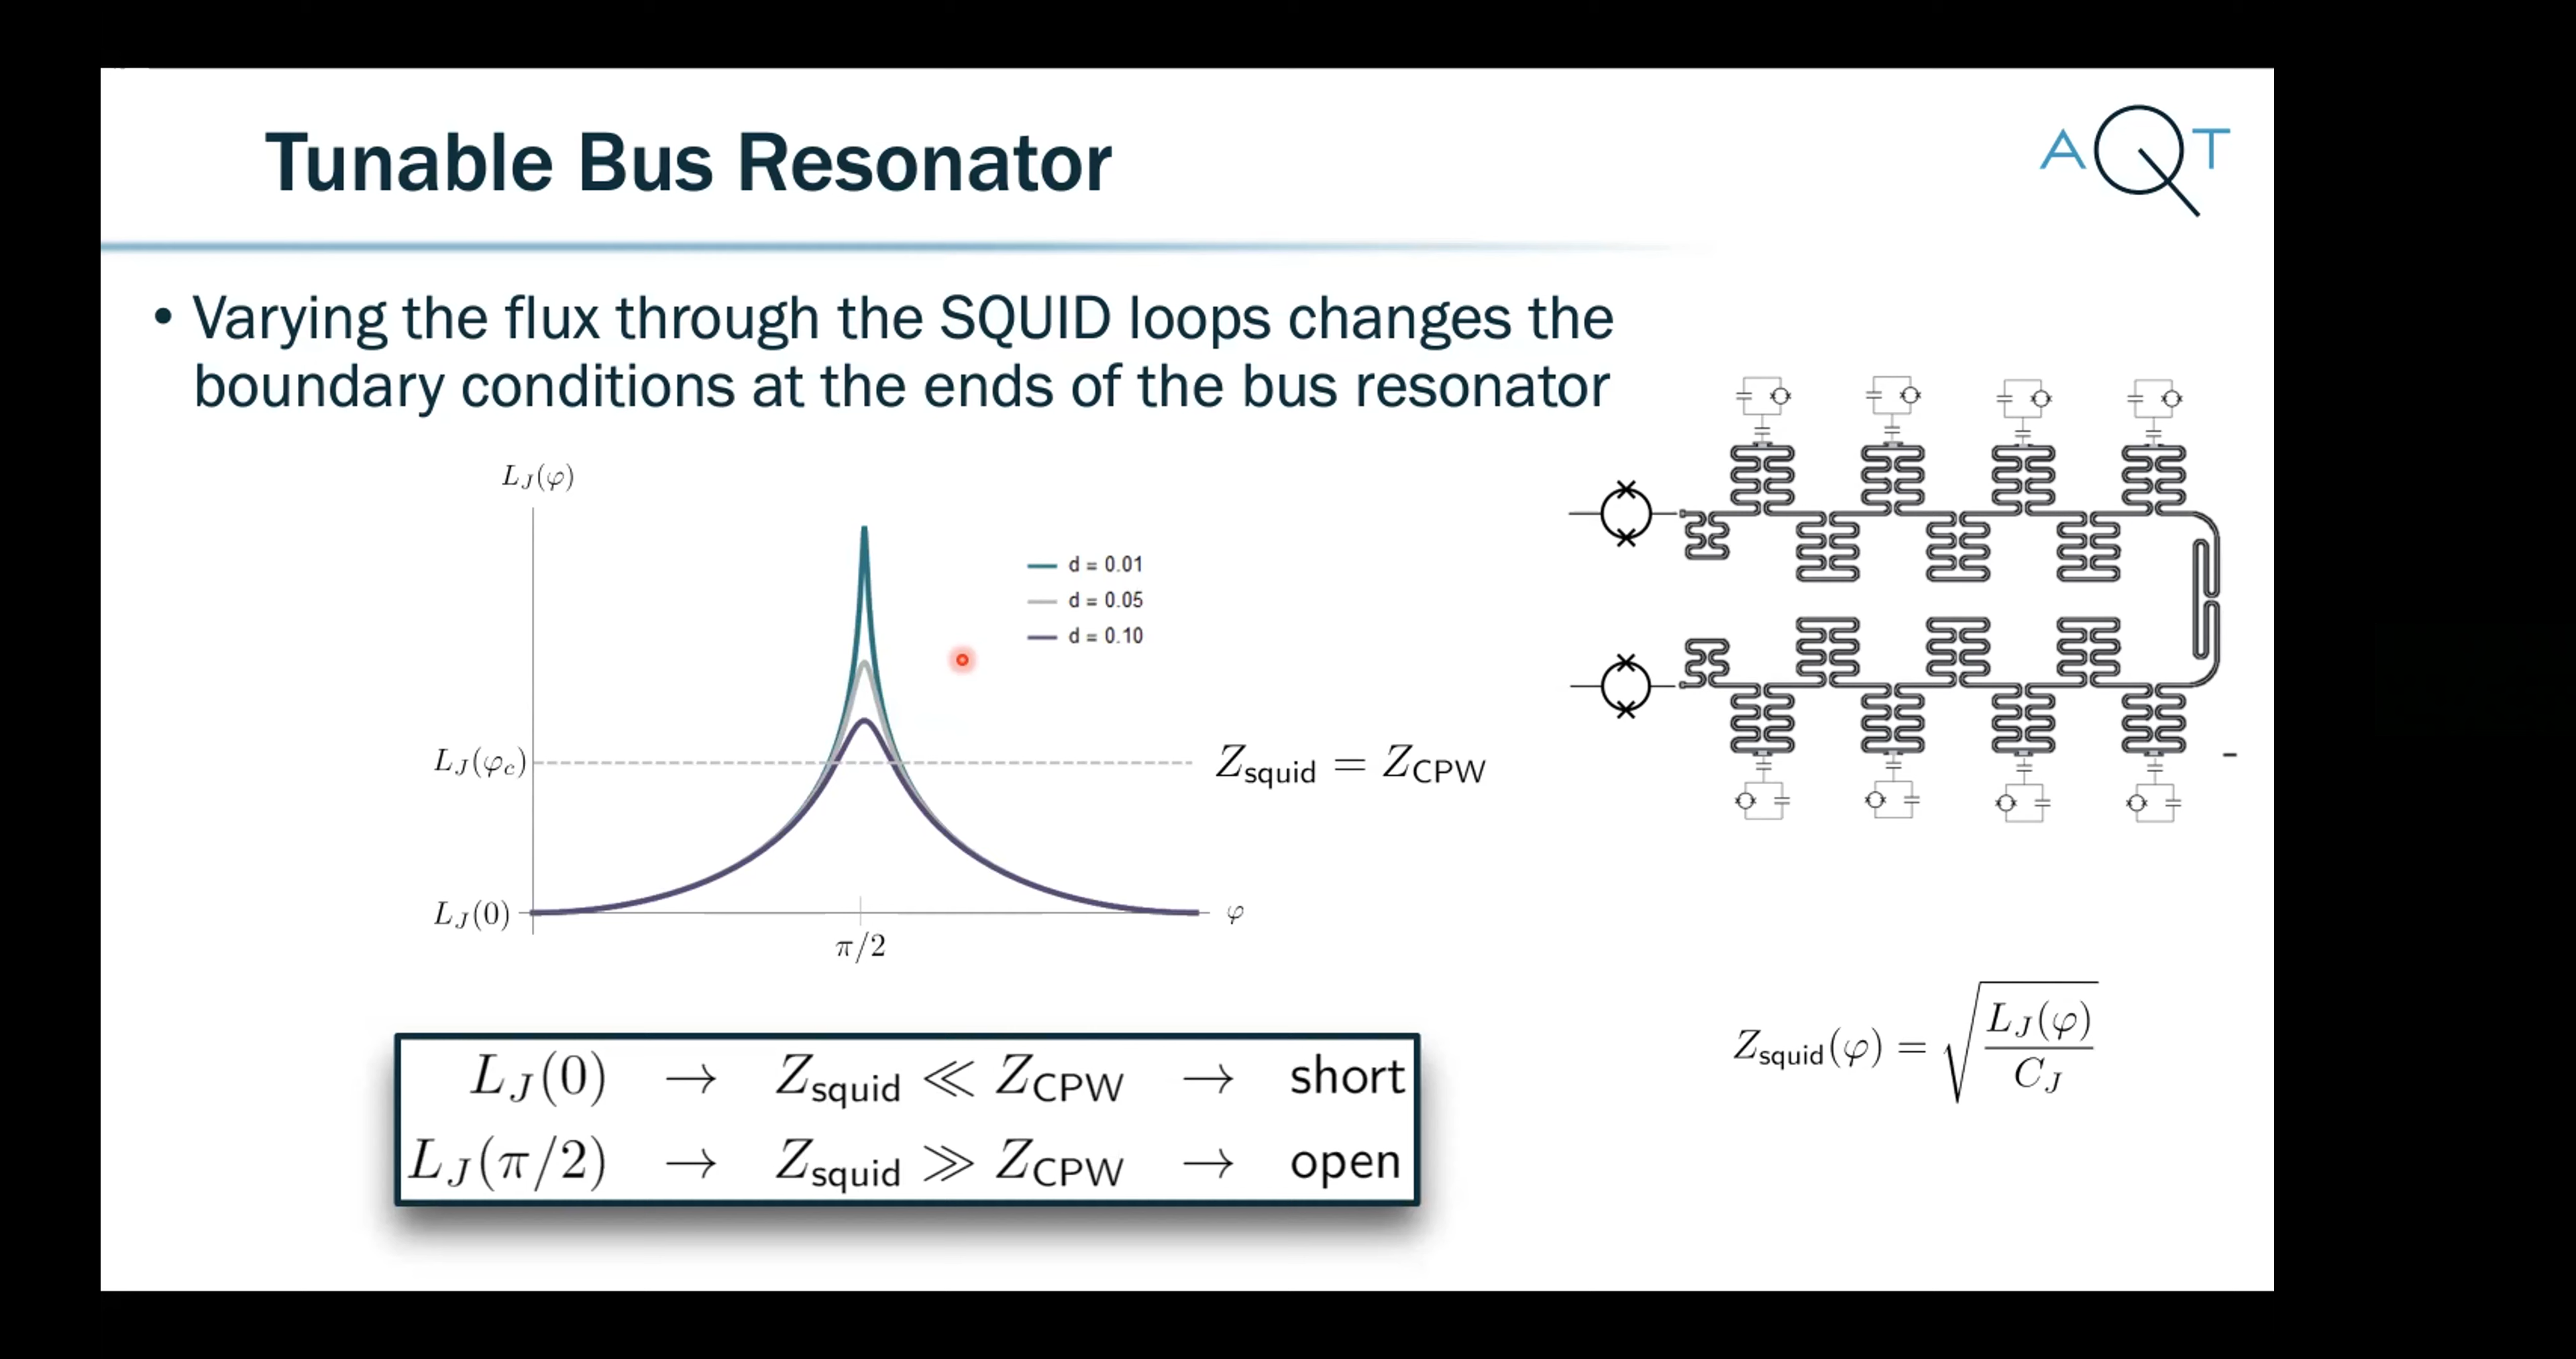 Tunable Bus Resonator
AQT
• Varying the flux through the SQUID loops changes the
boundary conditions at the ends of the bus resonator
L_J(φ)
d = 0.01
d = 0.05
d = 0.10
L_J(φ_c)
Z_squid = Z_CPW
L_J(0)
φ
π/2
Z_squid(φ) = √(L_J(φ)/C_J)
L_J(0) → Z_squid ≪ Z_CPW → short
L_J(π/2) → Z_squid ≫ Z_CPW → open